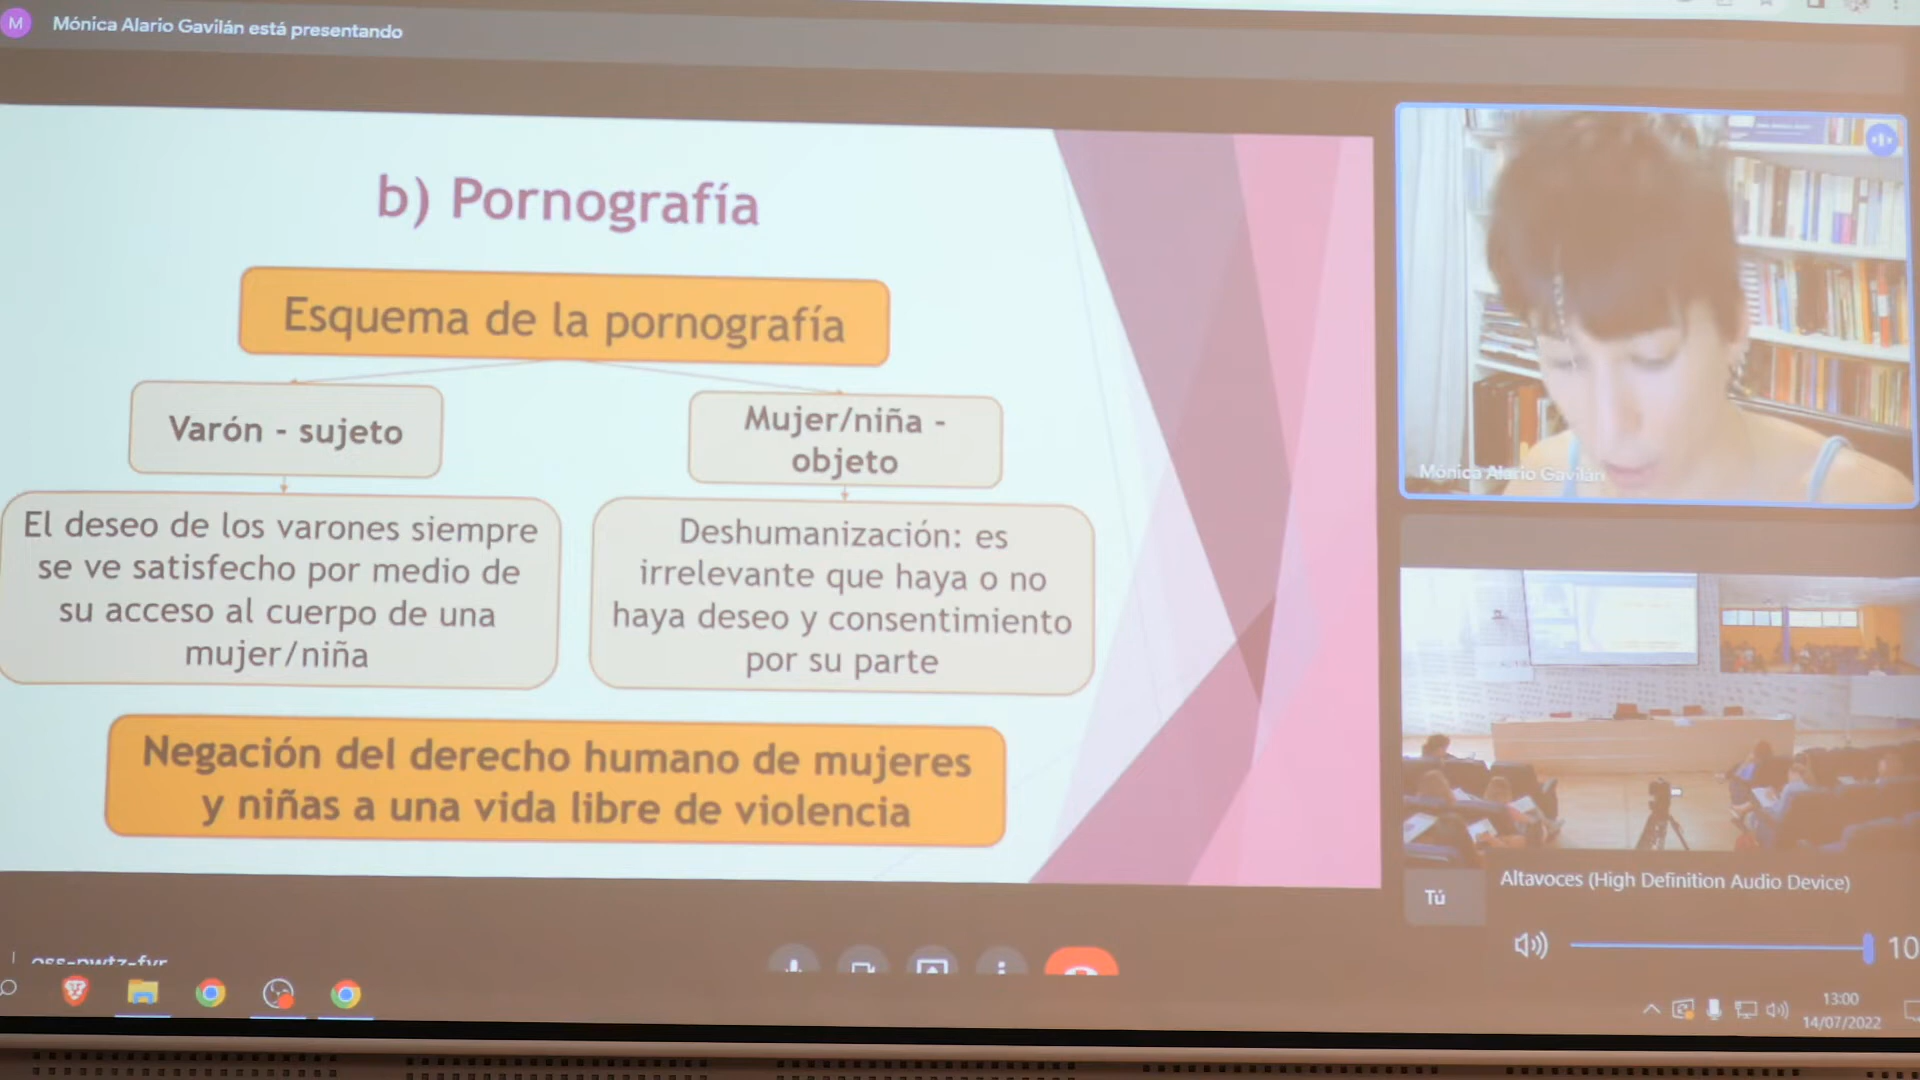 M
Mónica Alario Gavilán está presentando
b) Pornografía
Esquema de la pornografía
Varón - sujeto
Mujer/niña -
objeto
El deseo de los varones siempre
se ve satisfecho por medio de
su acceso al cuerpo de una
mujer/niña
Deshumanización: es
irrelevante que haya o no
haya deseo y consentimiento
por su parte
Negación del derecho humano de mujeres
y niñas a una vida libre de violencia
Mónica Alario Gavilán
Tú
Altavoces (High Definition Audio Device)
10
13:00
14/07/2022